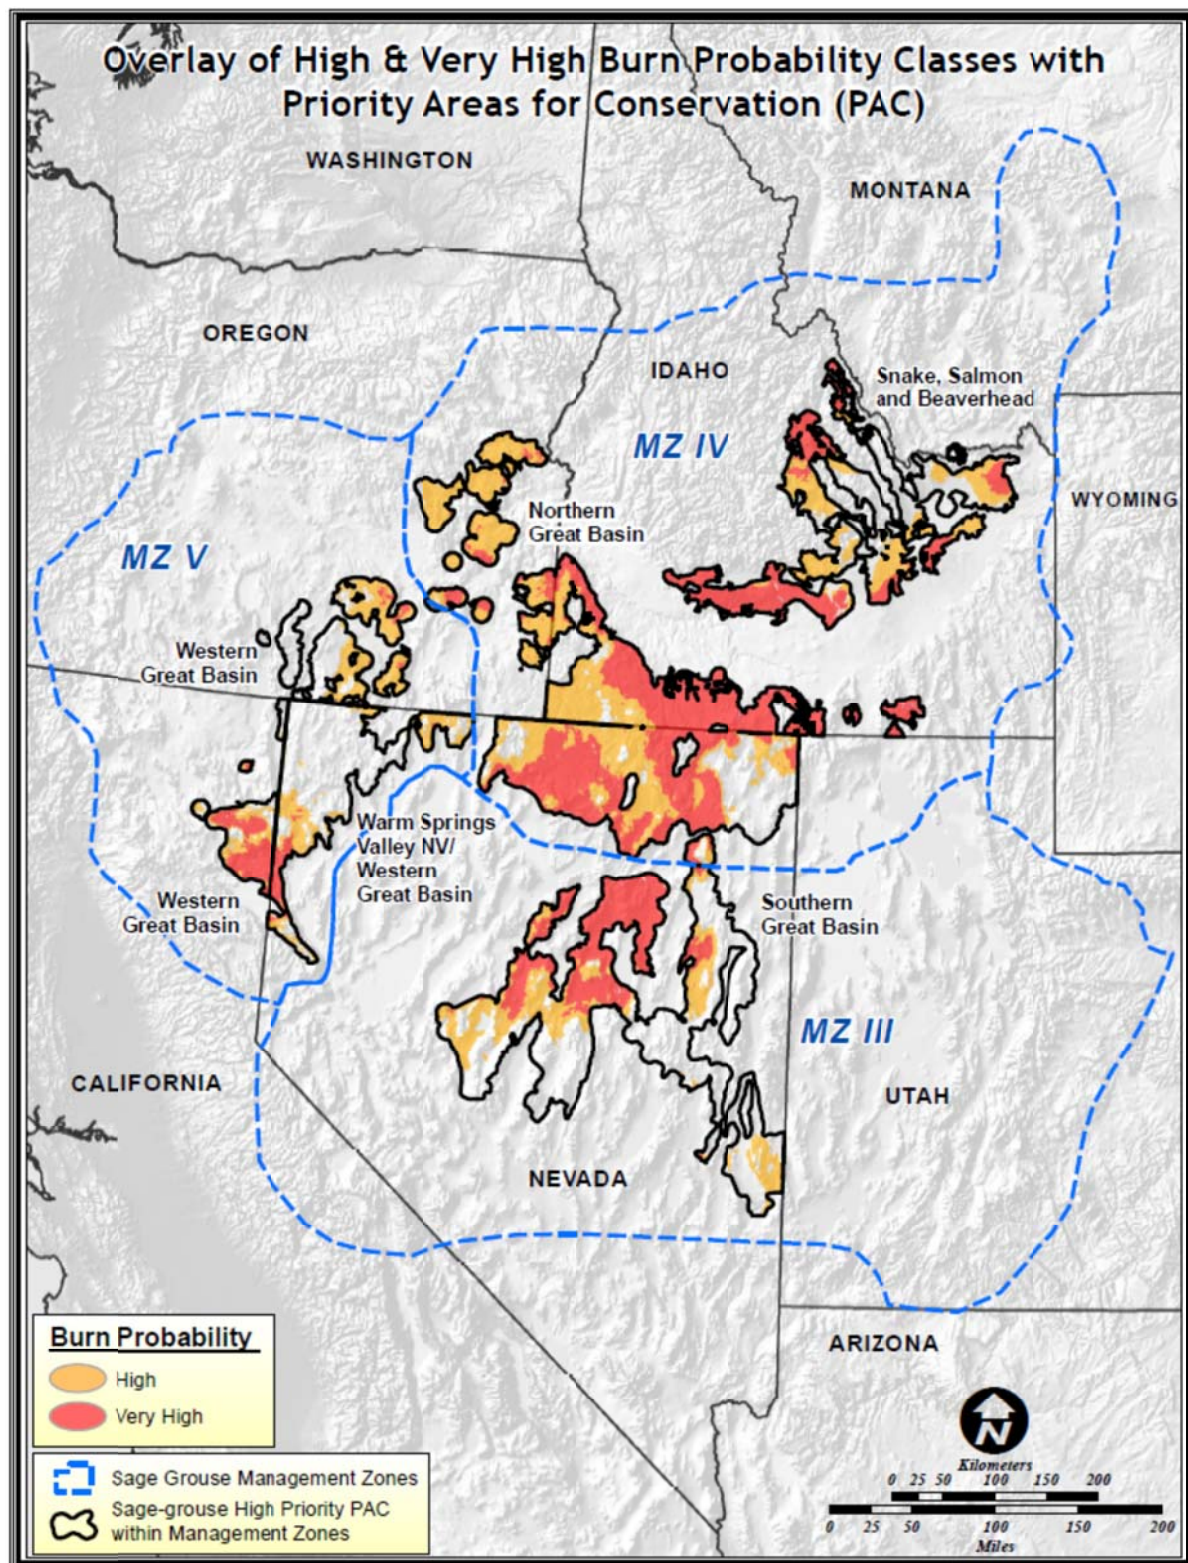 Overlay of High & Very High Burn Probability Classes with
Priority Areas for Conservation (PAC)
WASHINGTON
MONTANA
OREGON
IDAHO
Snake, Salmon
and Beaverhead
MZ IV
WYOMING
Northern
Great Basin
MZ V
Western
Great Basin
Warm Springs
Valley NV/
Western
Great Basin
Western
Great Basin
Southern
Great Basin
MZ III
CALIFORNIA
UTAH
NEVADA
ARIZONA
Burn Probability
High
Very High
Sage Grouse Management Zones
Sage-grouse High Priority PAC
within Management Zones
N
Kilometers
0 25 50 100 150 200
0 25 50 100 150 200
Miles